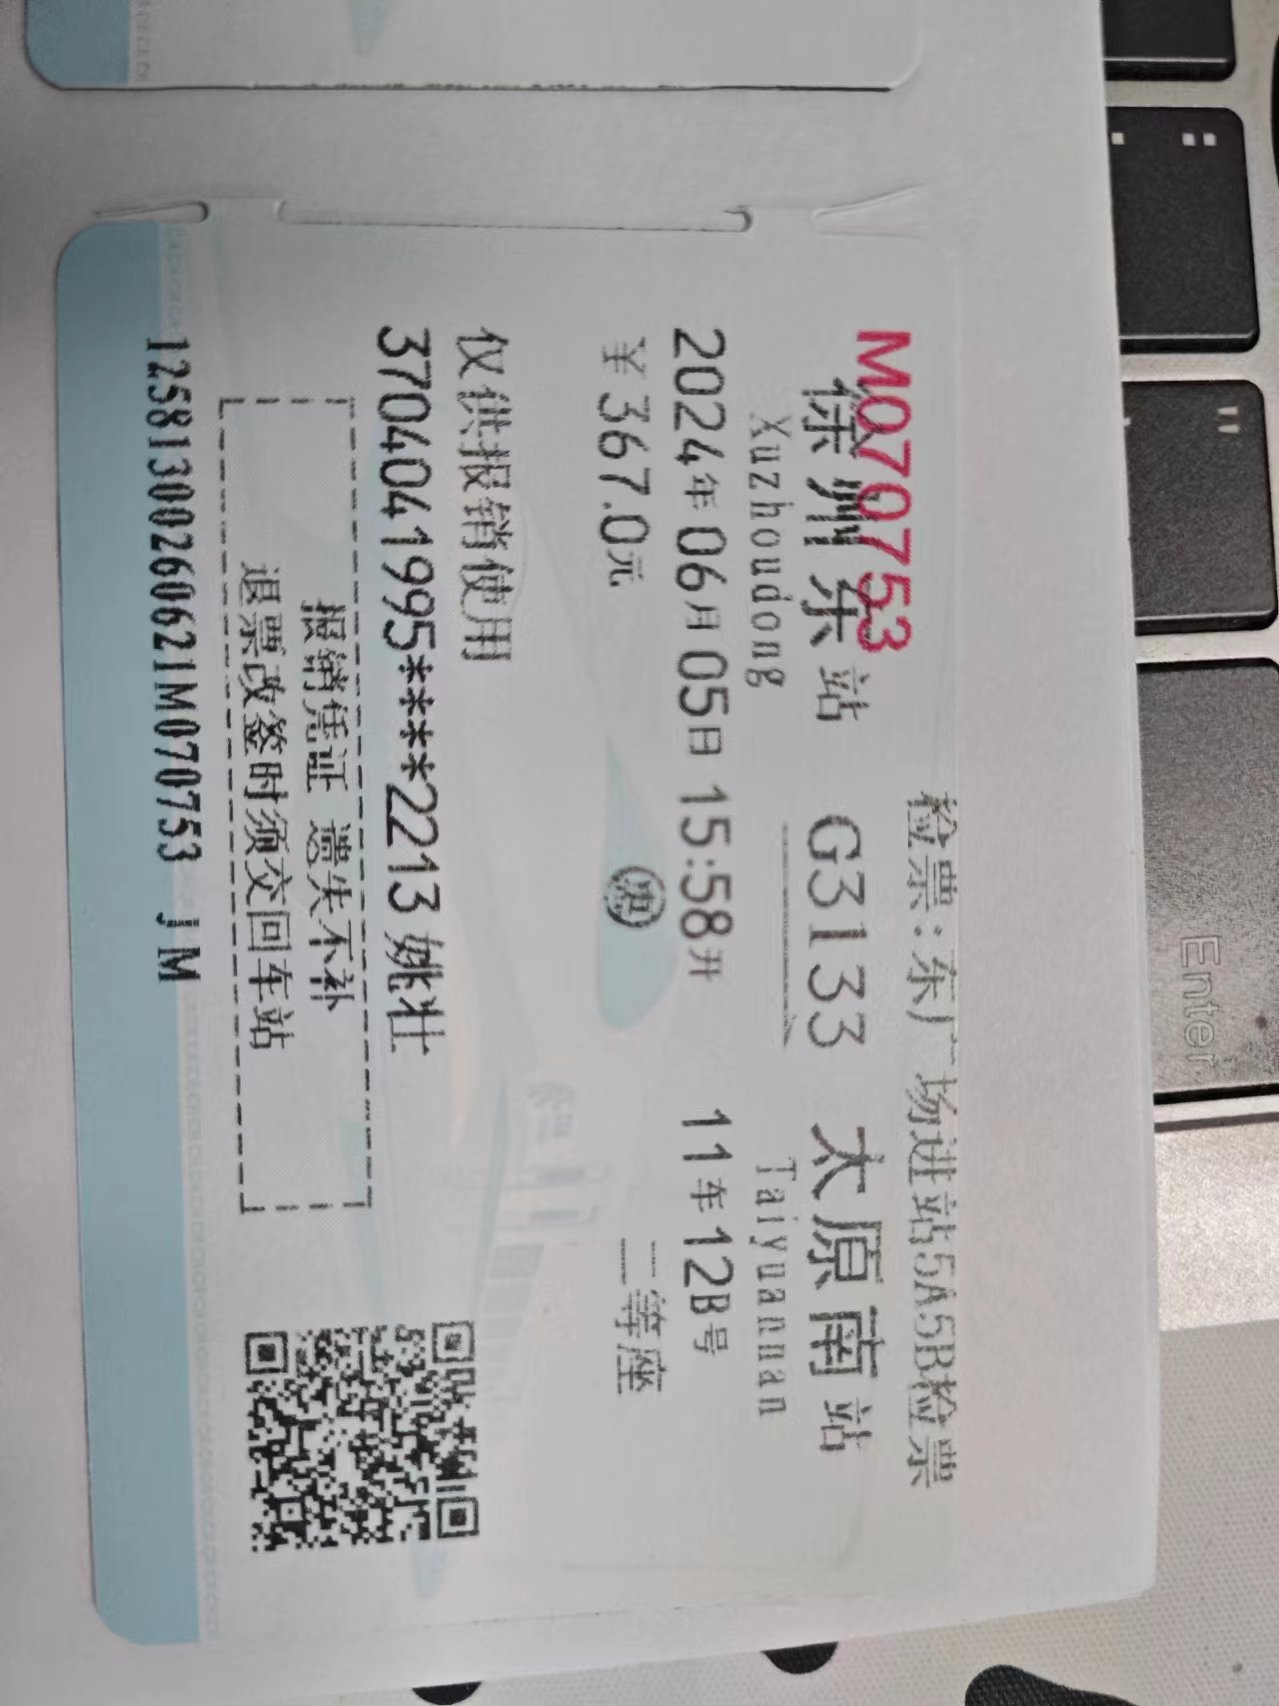 M070753
检票:东广场进站5A5B检票
徐州东站 G3133 太原南站
Xuzhoudong Taiyuannan
2024年06月05日 15:58开 11车12B号
￥367.0元 二等座
仅供报销使用
3704041995****2213姚壮
报销凭证 遗失不补
退票改签时须交回车站
12581300260621M070753 JM
Enter